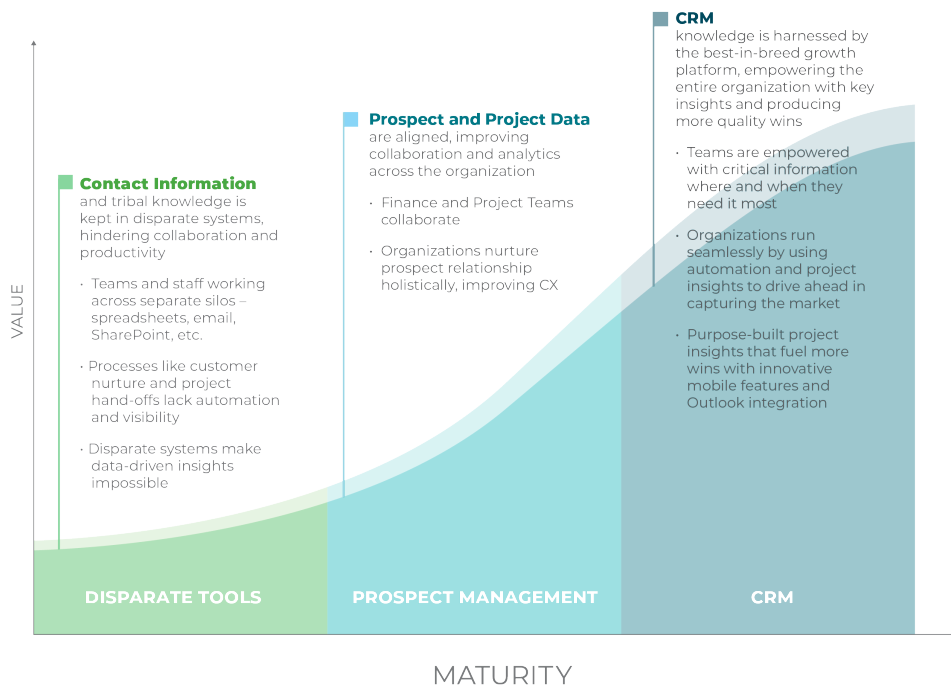 CRM
knowledge is harnessed by
the best-in-breed growth
platform, empowering the
entire organization with key
insights and producing
more quality wins
• Teams are empowered
with critical information
where and when they
need it most
• Organizations run
seamlessly by using
automation and project
insights to drive ahead in
capturing the market
• Purpose-built project
insights that fuel more
wins with innovative
mobile features and
Outlook integration
Prospect and Project Data
are aligned, improving
collaboration and analytics
across the organization
• Finance and Project Teams
collaborate
• Organizations nurture
prospect relationship
holistically, improving CX
Contact Information
and tribal knowledge is
kept in disparate systems,
hindering collaboration and
productivity
• Teams and staff working
across separate silos –
spreadsheets, email,
SharePoint, etc.
• Processes like customer
nurture and project
hand-offs lack automation
and visibility
• Disparate systems make
data-driven insights
impossible
VALUE
DISPARATE TOOLS
PROSPECT MANAGEMENT
CRM
MATURITY